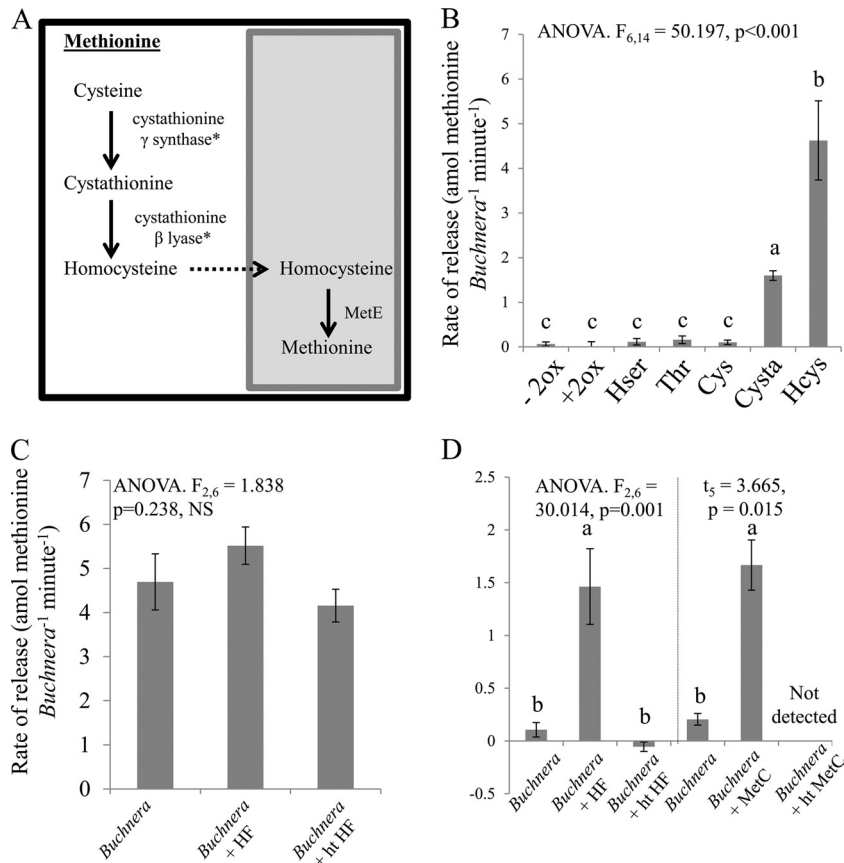 A
Methionine
Cysteine
cystathionine
γ synthase*
Cystathionine
cystathionine
β lyase*
Homocysteine
Homocysteine
MetE
Methionine
B
ANOVA. F6,14 = 50.197, p<0.001
Rate of release (amol methionine
Buchnera-1 minute-1)
7
6
5
4
3
2
1
0
c
c
c
c
c
a
b
- 2ox
+2ox
Hser
Thr
Cys
Cysta
Hcys
C
ANOVA. F2,6 = 1.838
p=0.238, NS
Rate of release (amol methionine
Buchnera-1 minute-1)
7
6
5
4
3
2
1
0
Buchnera
Buchnera
+ HF
Buchnera
+ ht HF
D
ANOVA. F2,6 =
30.014, p=0.001
t5 = 3.665,
p = 0.015
2.5
2
1.5
1
0.5
0
-0.5
b
a
b
b
a
Not
detected
Buchnera
Buchnera
+ HF
Buchnera
+ ht HF
Buchnera
Buchnera
+ MetC
Buchnera
+ ht MetC